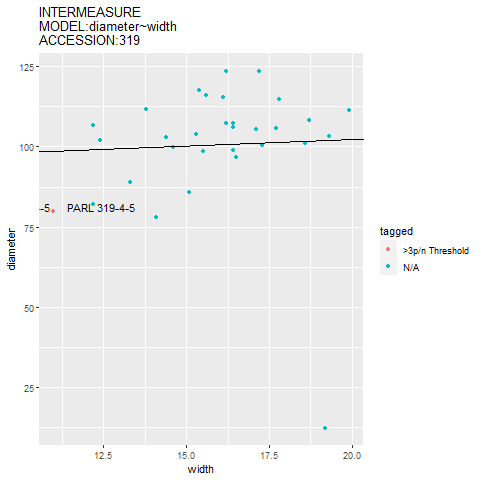 INTERMEASURE
MODEL:diameter~width
ACCESSION:319
125
100
75
50
25
diameter
-5
PARL 319-4-5
12.5
15.0
17.5
20.0
width
tagged
>3p/n Threshold
N/A